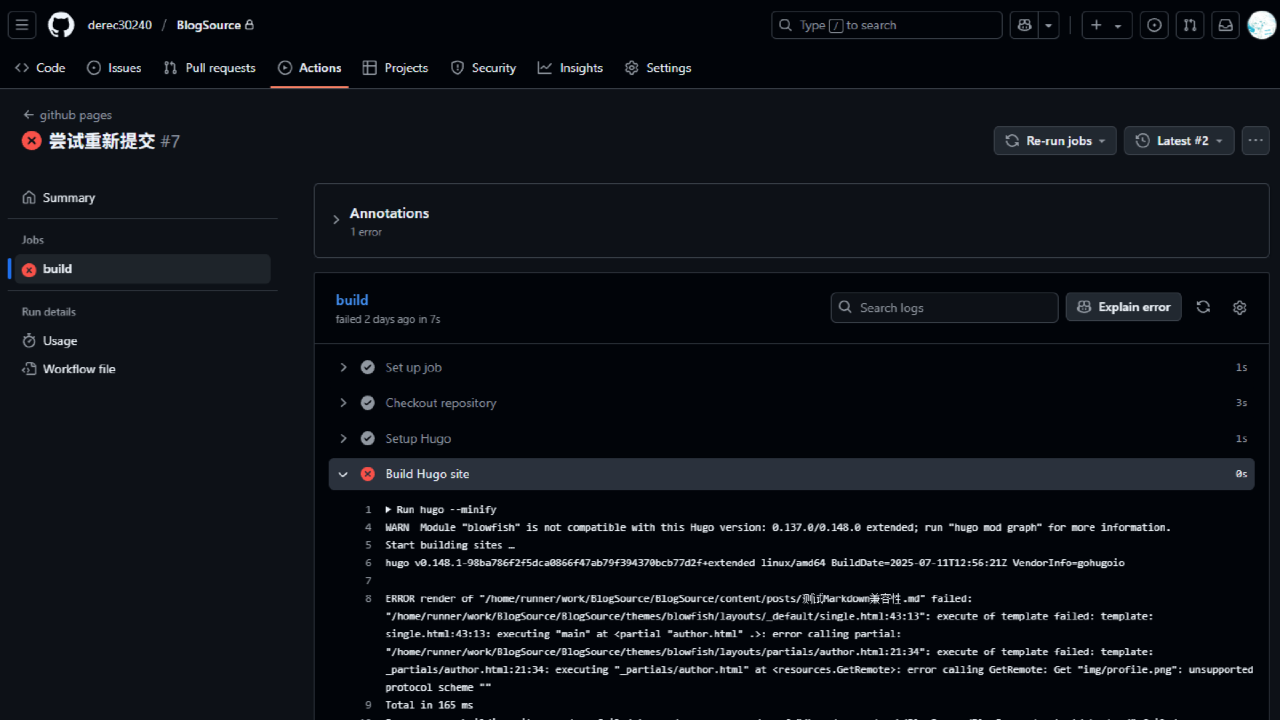 derec30240 / BlogSource
Type / to search
Code
Issues
Pull requests
Actions
Projects
Security
Insights
Settings
← github pages
尝试重新提交 #7
Re-run jobs
Latest #2
Summary
Jobs
build
Run details
Usage
Workflow file
Annotations
1 error
build
failed 2 days ago in 7s
Search logs
Explain error
Set up job 1s
Checkout repository 3s
Setup Hugo 1s
Build Hugo site 0s
1 ▶ Run hugo --minify
4 WARN  Module "blowfish" is not compatible with this Hugo version: 0.137.0/0.148.0 extended; run "hugo mod graph" for more information.
5 Start building sites …
6 hugo v0.148.1-98ba786f2f5dca0866f47ab79f394370bcb77d2f+extended linux/amd64 BuildDate=2025-07-11T12:56:21Z VendorInfo=gohugoio
7
8 ERROR render of "/home/runner/work/BlogSource/BlogSource/content/posts/测试Markdown兼容性.md" failed:
"/home/runner/work/BlogSource/BlogSource/themes/blowfish/layouts/_default/single.html:43:13": execute of template failed: template:
single.html:43:13: executing "main" at <partial "author.html" .>: error calling partial:
"/home/runner/work/BlogSource/BlogSource/themes/blowfish/layouts/partials/author.html:21:34": execute of template failed: template:
_partials/author.html:21:34: executing "_partials/author.html" at <resources.GetRemote>: error calling GetRemote: Get "img/profile.png": unsupported
protocol scheme ""
9 Total in 165 ms